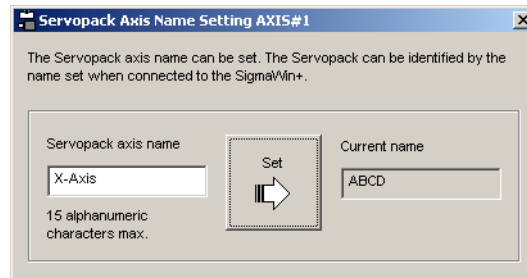 Servopack Axis Name Setting AXIS#1
The Servopack axis name can be set. The Servopack can be identified by the
name set when connected to the SigmaWin+.
Servopack axis name
X-Axis
15 alphanumeric
characters max.
Set
Current name
ABCD